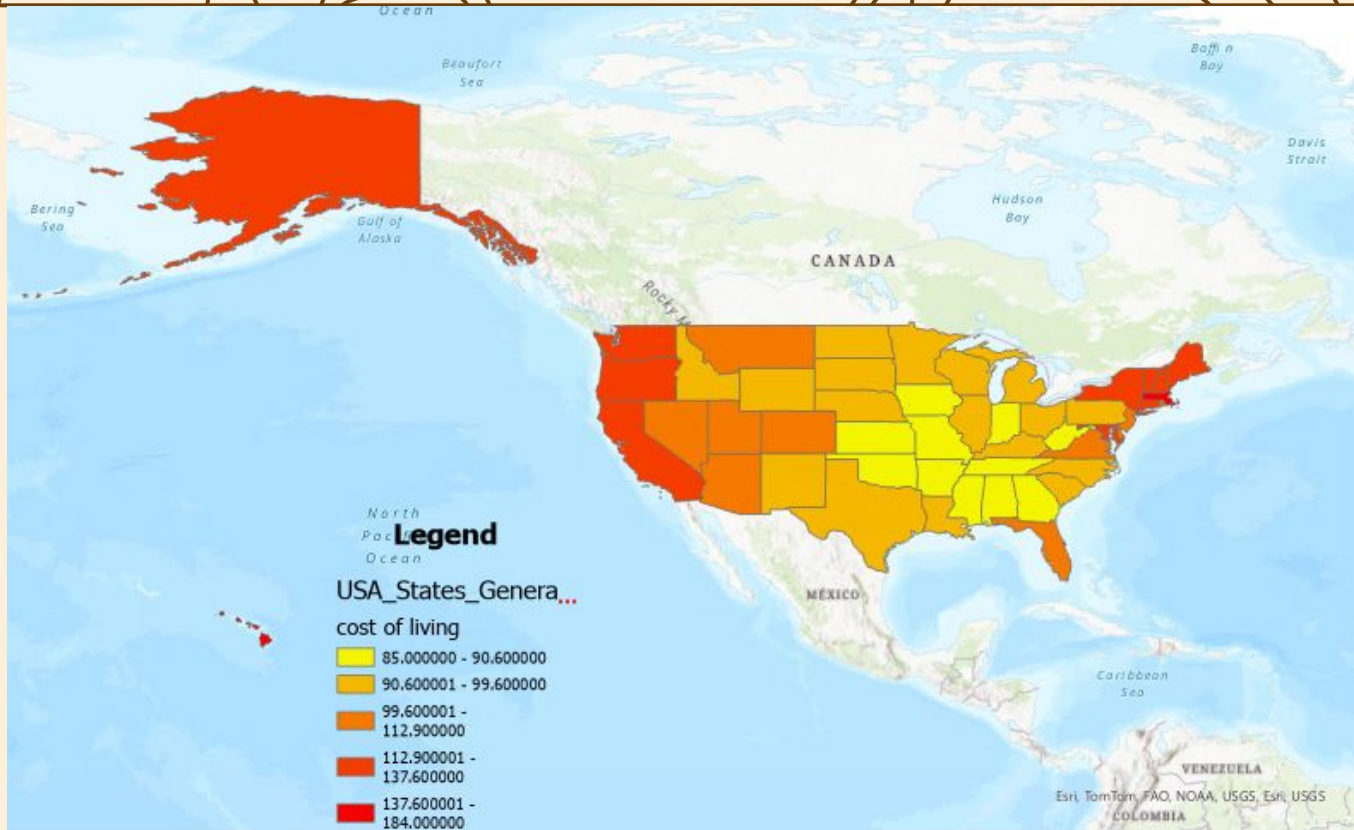 Ocean
Beaufort
Sea
Baffin
Bay
Davis
Strait
Hudson
Bay
Bering
Sea
Gulf of
Alaska
CANADA
Rocky M
North
Pac
Ocean
Legend
USA_States_Genera...
cost of living
85.000000 - 90.600000
90.600001 - 99.600000
99.600001 -
112.900000
112.900001 -
137.600000
137.600001 -
184.000000
MÉXICO
Caribbean
Sea
VENEZUELA
Esri, TomTom, FAO, NOAA, USGS, Esri, USGS
COLOMBIA